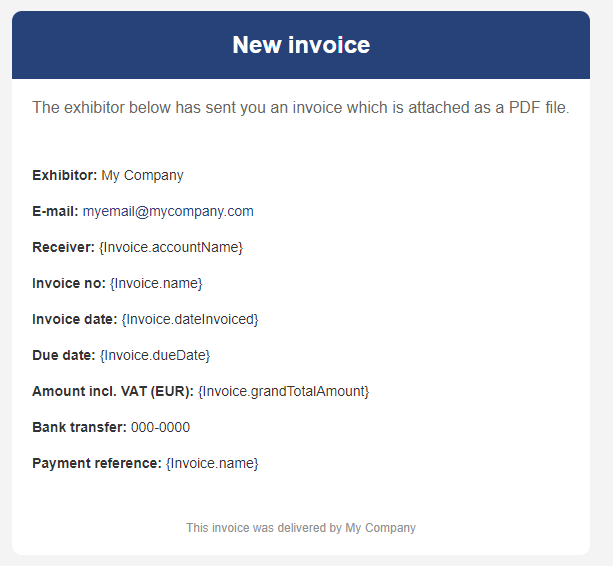 New invoice
The exhibitor below has sent you an invoice which is attached as a PDF file.
Exhibitor: My Company
E-mail: myemail@mycompany.com
Receiver: {Invoice.accountName}
Invoice no: {Invoice.name}
Invoice date: {Invoice.dateInvoiced}
Due date: {Invoice.dueDate}
Amount incl. VAT (EUR): {Invoice.grandTotalAmount}
Bank transfer: 000-0000
Payment reference: {Invoice.name}
This invoice was delivered by My Company